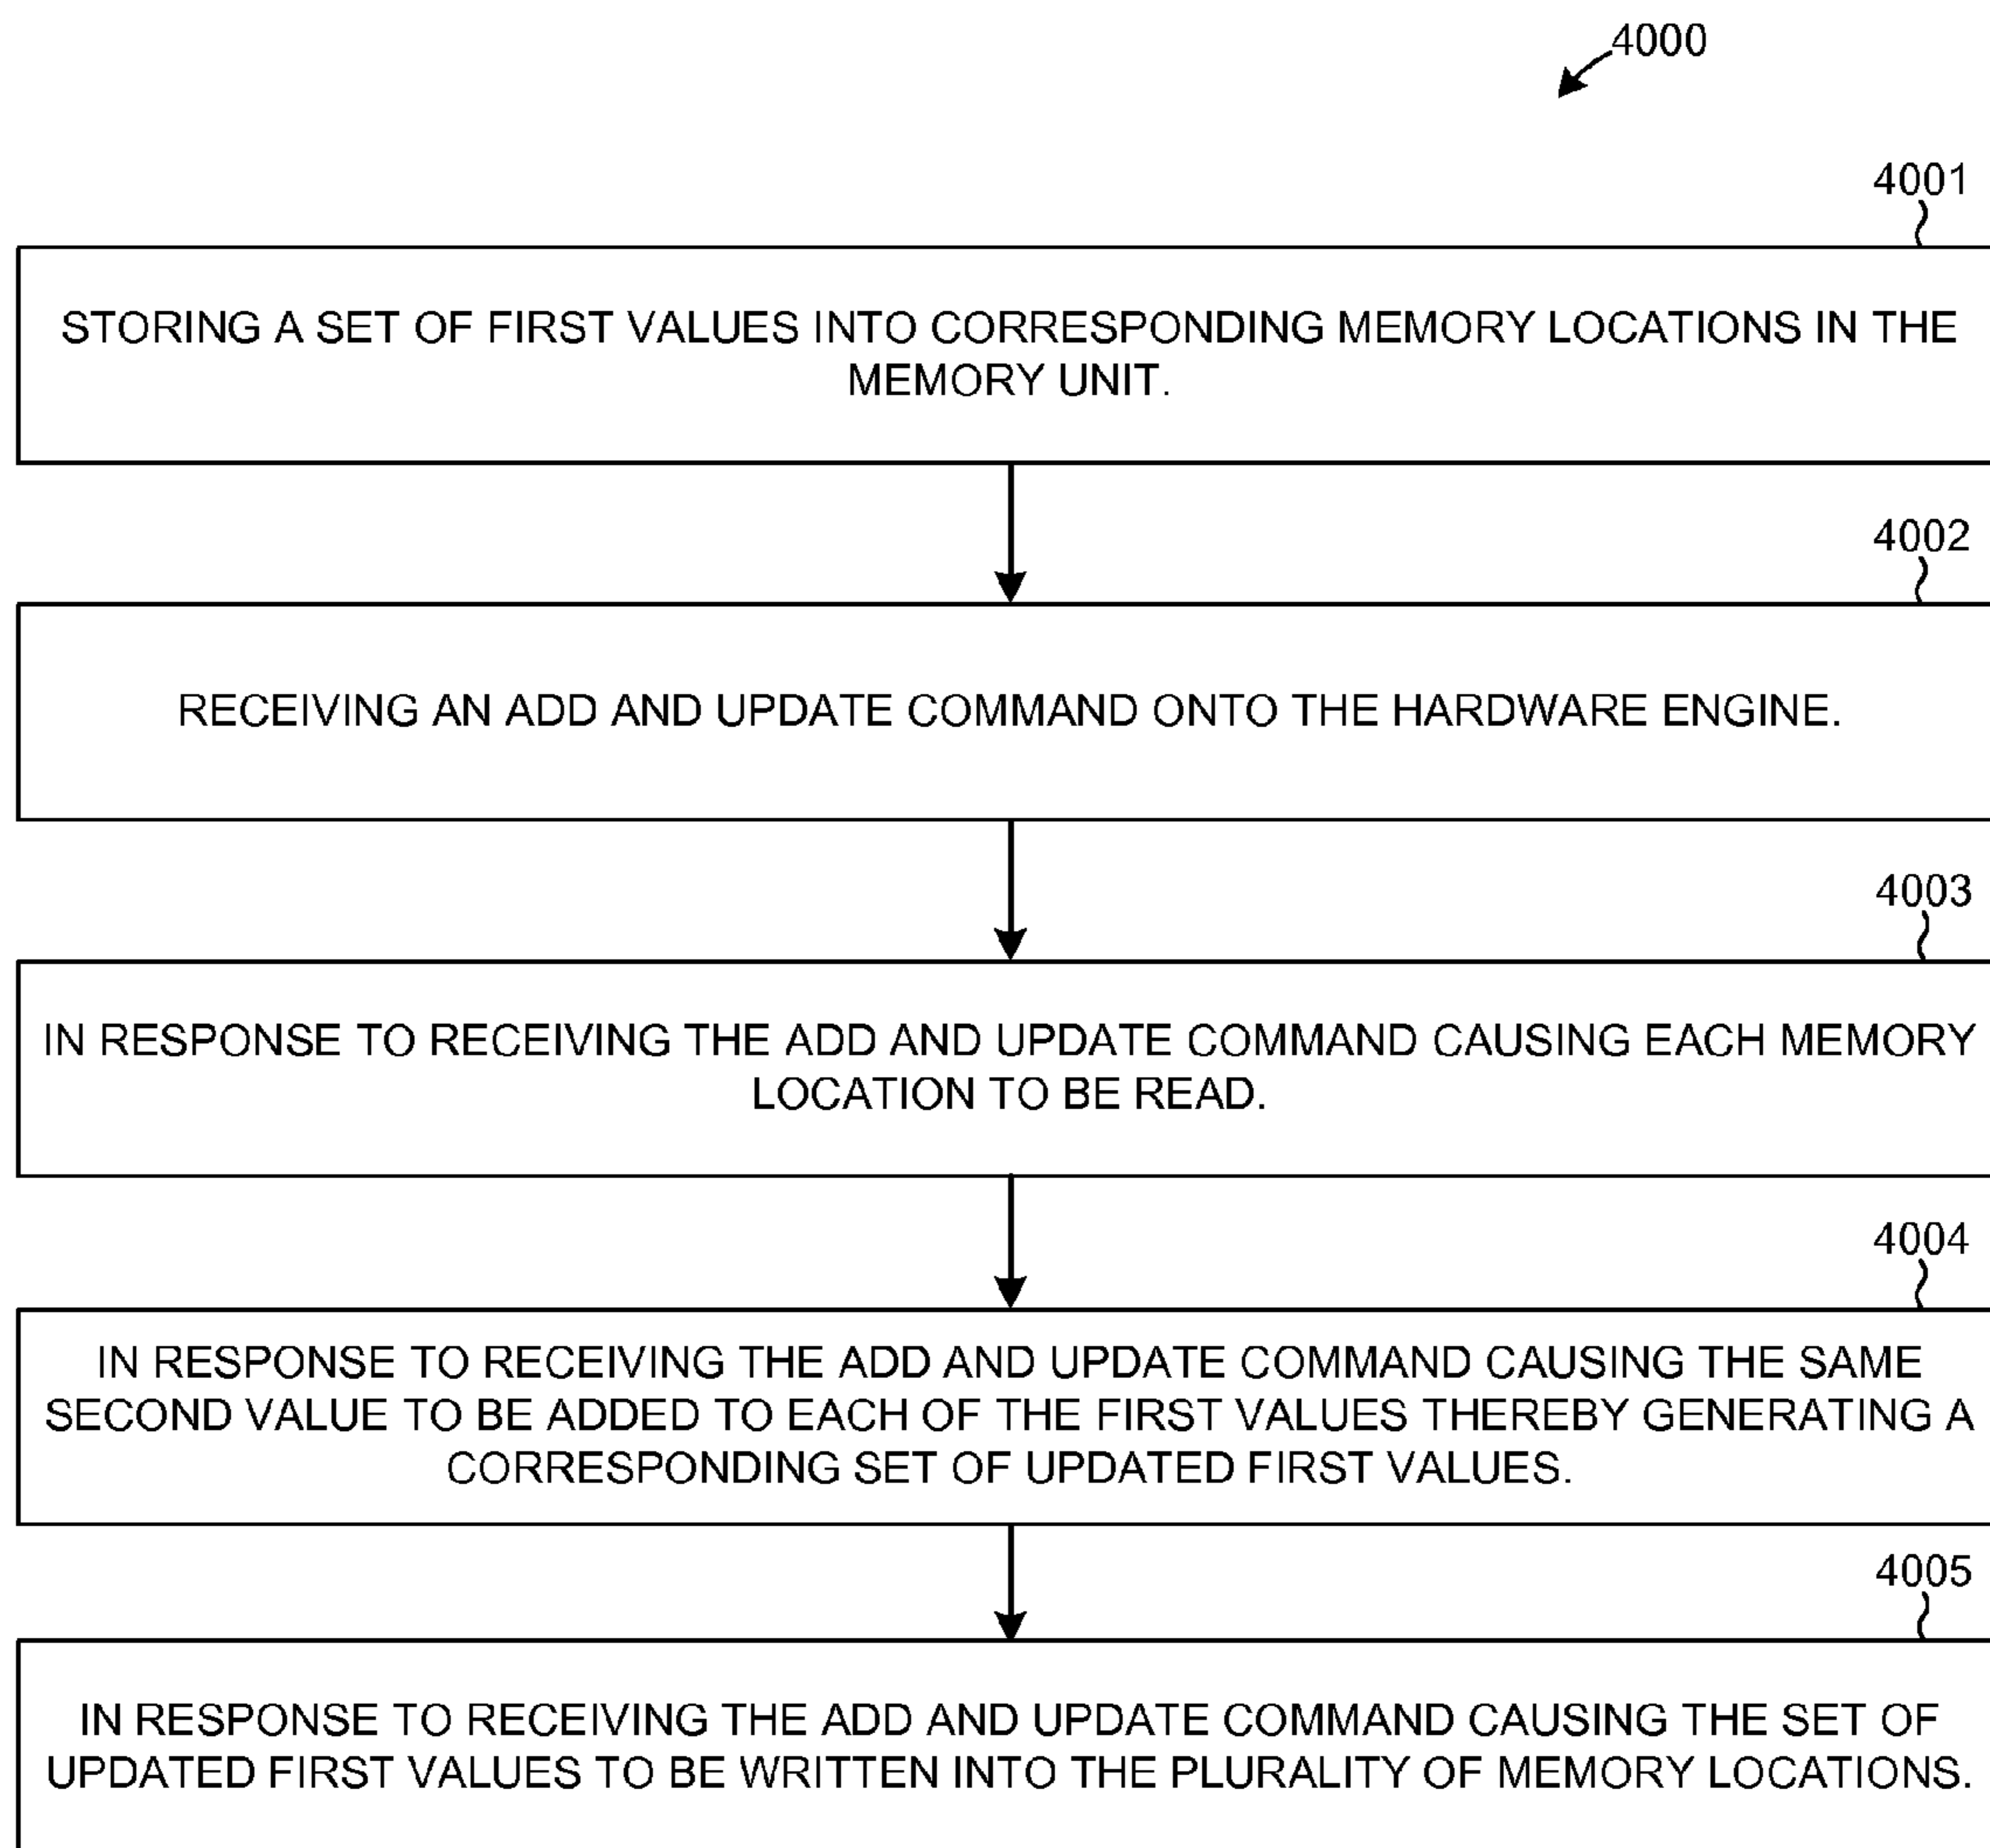 4000
4001
STORING A SET OF FIRST VALUES INTO CORRESPONDING MEMORY LOCATIONS IN THE
MEMORY UNIT.
4002
RECEIVING AN ADD AND UPDATE COMMAND ONTO THE HARDWARE ENGINE.
4003
IN RESPONSE TO RECEIVING THE ADD AND UPDATE COMMAND CAUSING EACH MEMORY
LOCATION TO BE READ.
4004
IN RESPONSE TO RECEIVING THE ADD AND UPDATE COMMAND CAUSING THE SAME
SECOND VALUE TO BE ADDED TO EACH OF THE FIRST VALUES THEREBY GENERATING A
CORRESPONDING SET OF UPDATED FIRST VALUES.
4005
IN RESPONSE TO RECEIVING THE ADD AND UPDATE COMMAND CAUSING THE SET OF
UPDATED FIRST VALUES TO BE WRITTEN INTO THE PLURALITY OF MEMORY LOCATIONS.